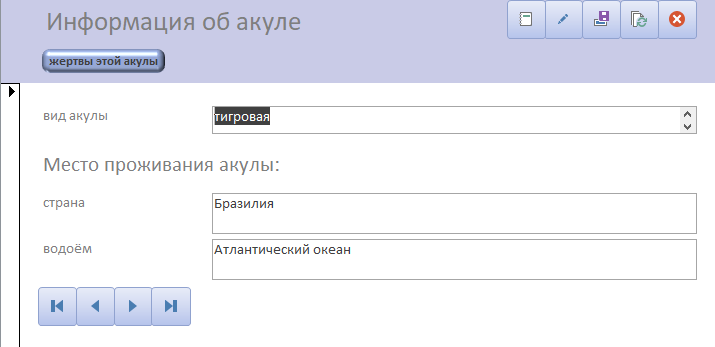 Информация об акуле
жертвы этой акулы
вид акулы
тигровая
Место проживания акулы:
страна
Бразилия
водоём
Атлантический океан